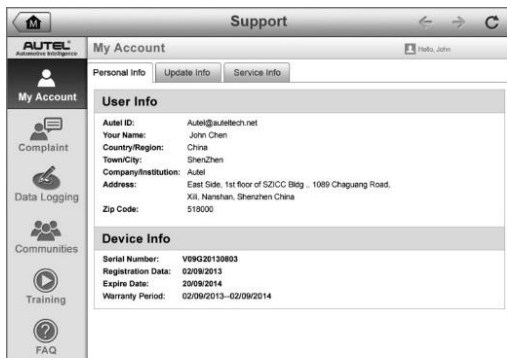 M
Support
AUTEL
Automotive Intelligence
My Account
Hello, John
My Account
Complaint
Data Logging
Communities
Training
FAQ
Personal Info
Update Info
Service Info
User Info
Autel ID: Autel@auteltech.net
Your Name: John Chen
Country/Region: China
Town/City: ShenZhen
Company/Institution: Autel
Address: East Side, 1st floor of SZICC Bldg ., 1089 Chaguang Road,
Xili, Nanshan, Shenzhen China
Zip Code: 518000
Device Info
Serial Number: V09G20130803
Registration Data: 02/09/2013
Expire Date: 20/09/2014
Warranty Period: 02/09/2013--02/09/2014